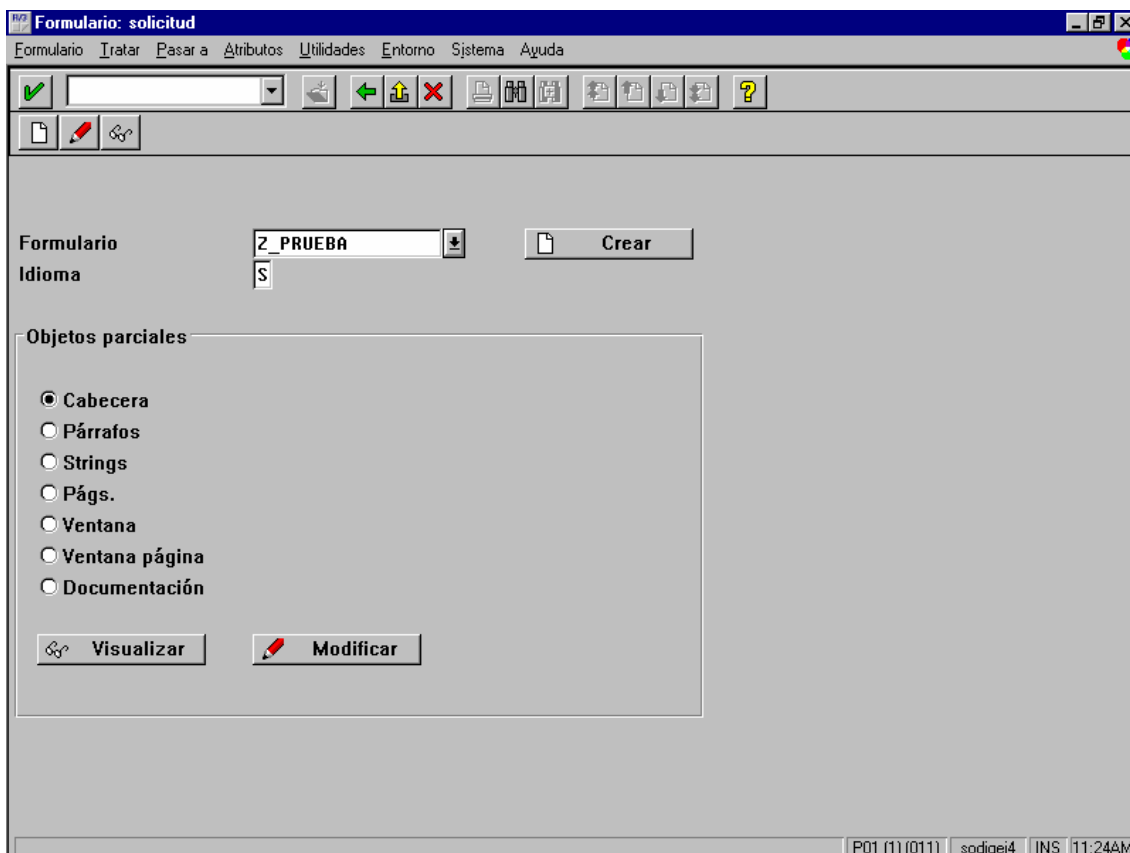 Formulario: solicitud
Formulario Tratar Pasar a Atributos Utilidades Entorno Sistema Ayuda
Formulario Z_PRUEBA Crear
Idioma S
Objetos parciales
Cabecera
Párrafos
Strings
Págs.
Ventana
Ventana página
Documentación
Visualizar Modificar
P01 (1) (011) sodigei4 INS 11:24AM